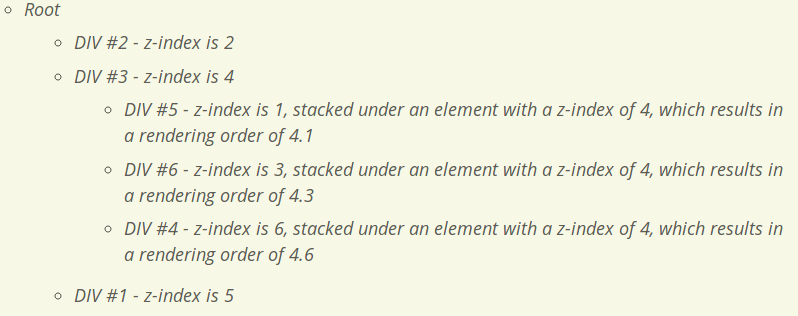 Root
DIV #2 - z-index is 2
DIV #3 - z-index is 4
DIV #5 - z-index is 1, stacked under an element with a z-index of 4, which results in
a rendering order of 4.1
DIV #6 - z-index is 3, stacked under an element with a z-index of 4, which results in
a rendering order of 4.3
DIV #4 - z-index is 6, stacked under an element with a z-index of 4, which results in
a rendering order of 4.6
DIV #1 - z-index is 5